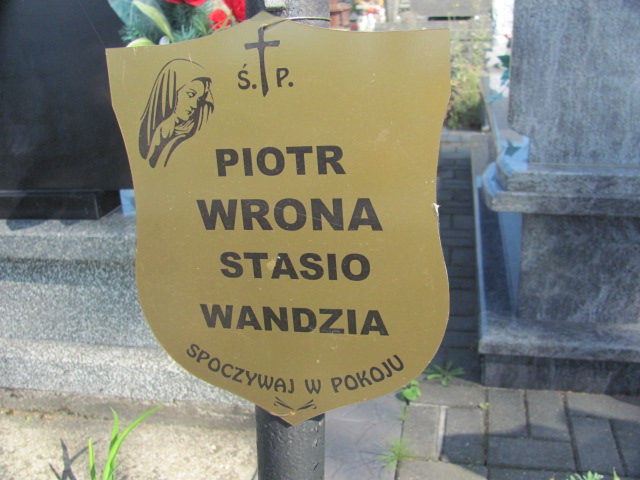 Ś. P.
PIOTR
WRONA
STASIO
WANDZIA
SPOCZYWAJ W POKOJU